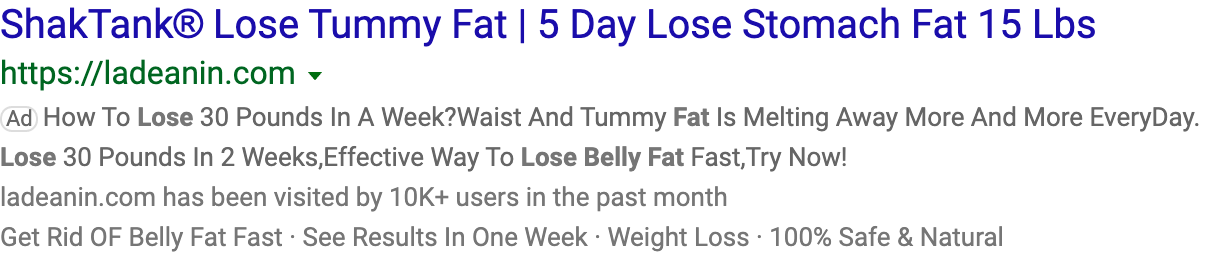 ShakTank® Lose Tummy Fat | 5 Day Lose Stomach Fat 15 Lbs
https://ladeanin.com
Ad How To Lose 30 Pounds In A Week?Waist And Tummy Fat Is Melting Away More And More EveryDay.
Lose 30 Pounds In 2 Weeks,Effective Way To Lose Belly Fat Fast,Try Now!
ladeanin.com has been visited by 10K+ users in the past month
Get Rid OF Belly Fat Fast · See Results In One Week · Weight Loss · 100% Safe & Natural